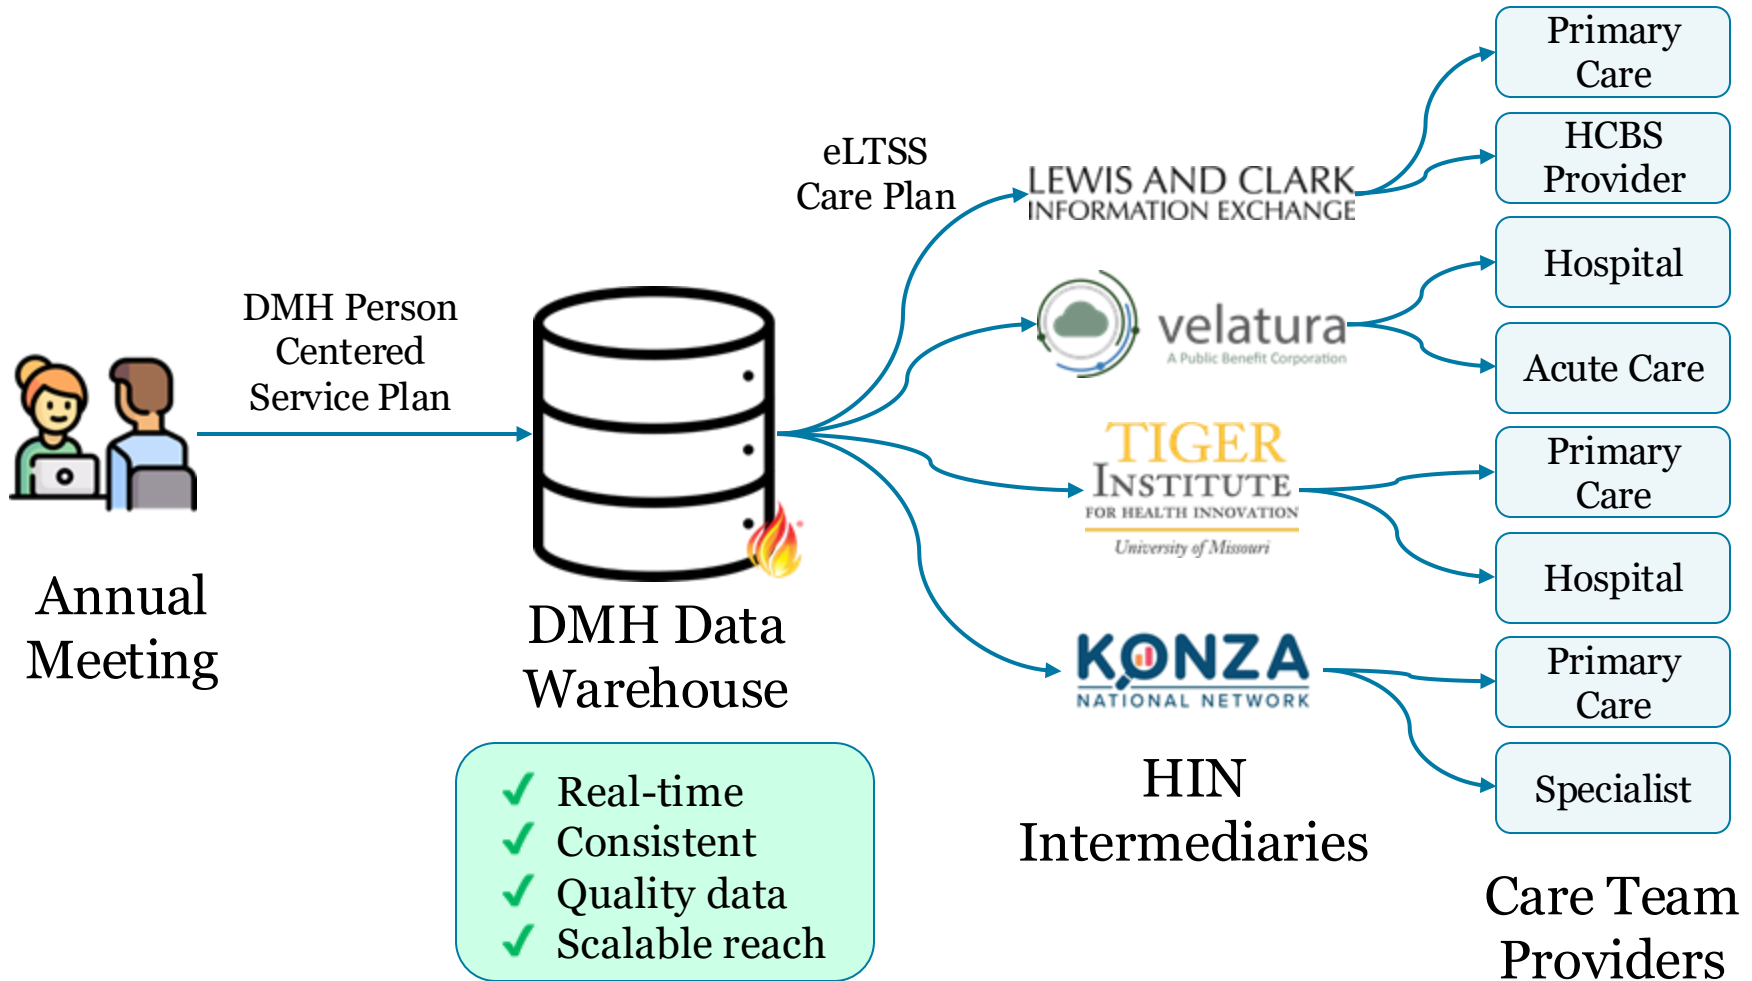 Annual
Meeting
DMH Person
Centered
Service Plan
DMH Data
Warehouse
✓ Real-time
✓ Consistent
✓ Quality data
✓ Scalable reach
eLTSS
Care Plan
LEWIS AND CLARK
INFORMATION EXCHANGE
velatura
A Public Benefit Corporation
TIGER
INSTITUTE
FOR HEALTH INNOVATION
University of Missouri
KONZA
NATIONAL NETWORK
HIN
Intermediaries
Primary
Care
HCBS
Provider
Hospital
Acute Care
Primary
Care
Hospital
Primary
Care
Specialist
Care Team
Providers